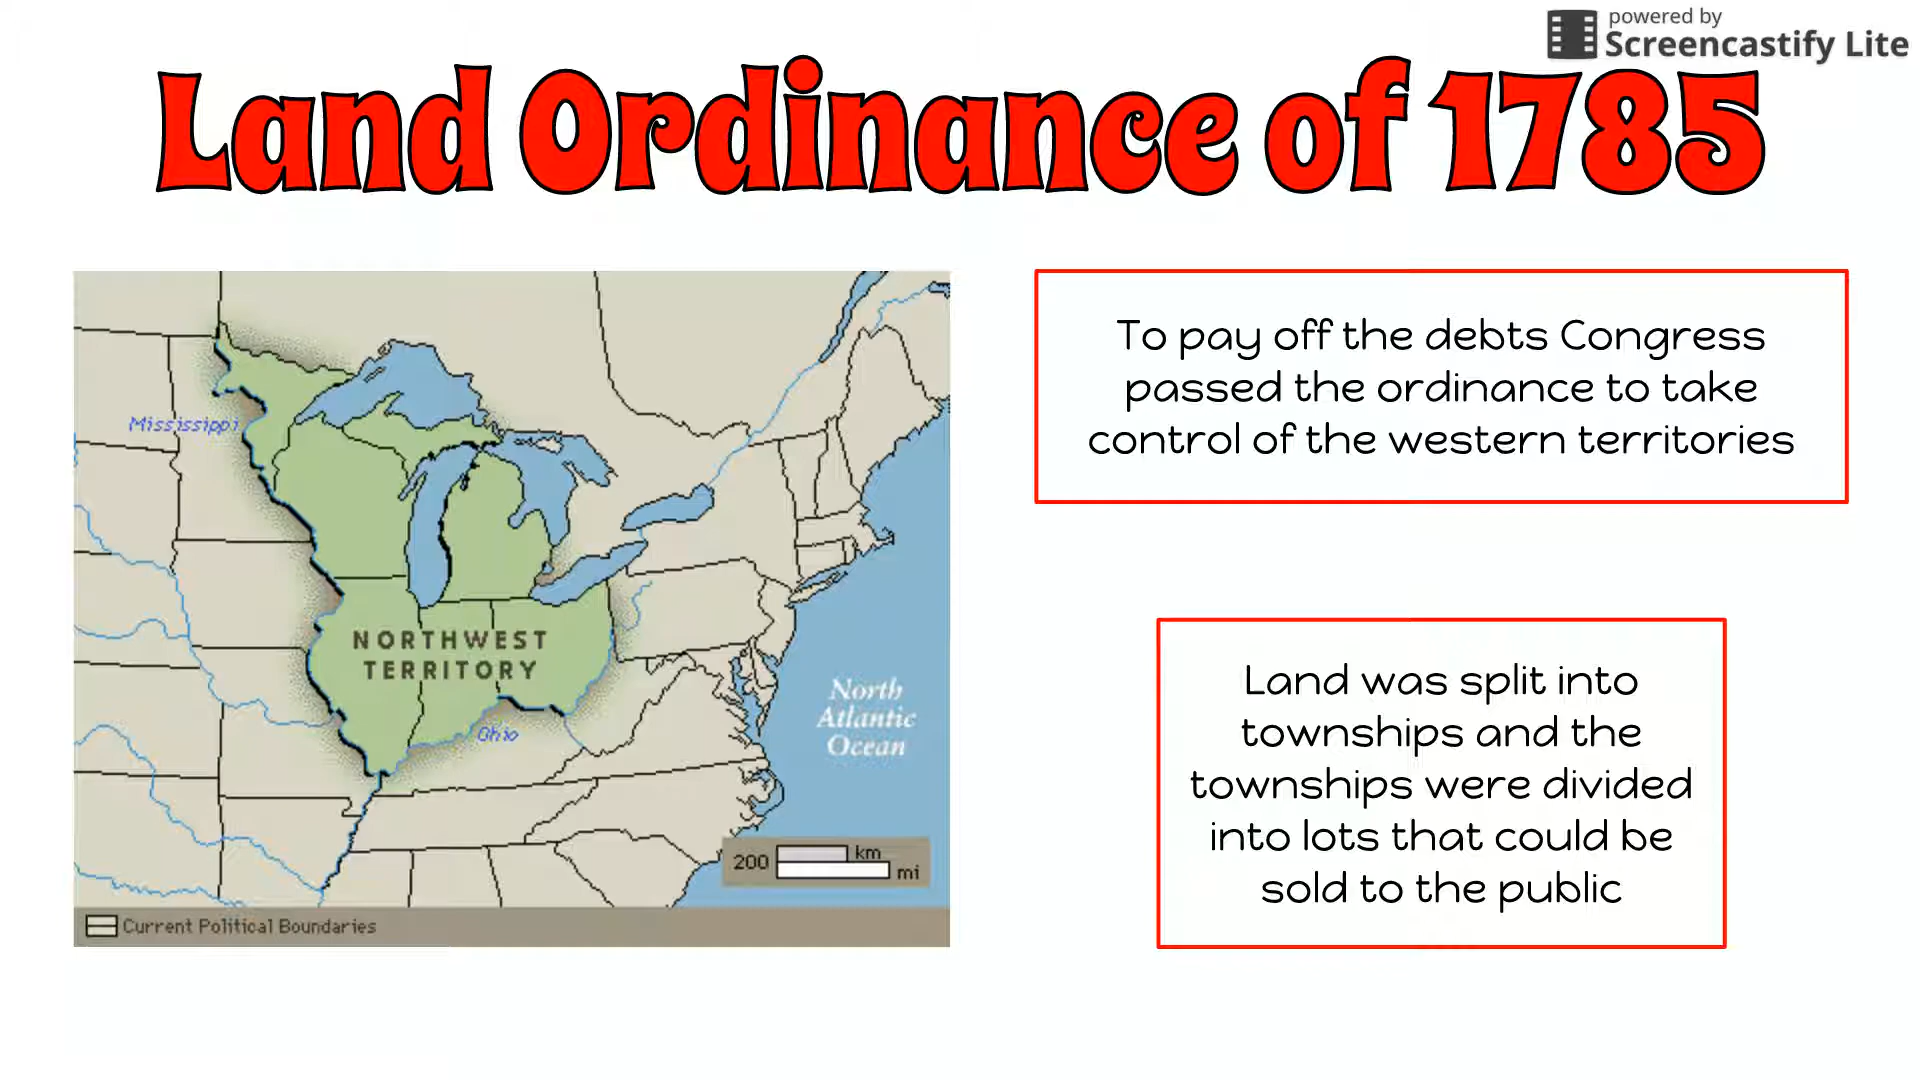 powered by
Screencastify Lite
Land Ordinance of 1785
Mississippi
NORTHWEST
TERRITORY
Ohio
North
Atlantic
Ocean
200 km
mi
Current Political Boundaries
To pay off the debts Congress
passed the ordinance to take
control of the western territories
Land was split into
townships and the
townships were divided
into lots that could be
sold to the public